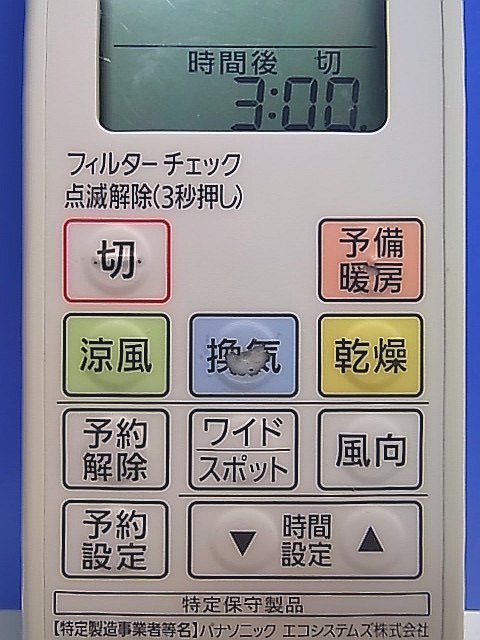 時間後 切
3:00
フィルターチェック
点滅解除(3秒押し)
切
予備
暖房
涼風
換気
乾燥
予約
解除
ワイド
スポット
風向
予約
設定
▼ 時間
設定 ▲
特定保守製品
【特定製造事業者等名】パナソニック エコシステムズ株式会社